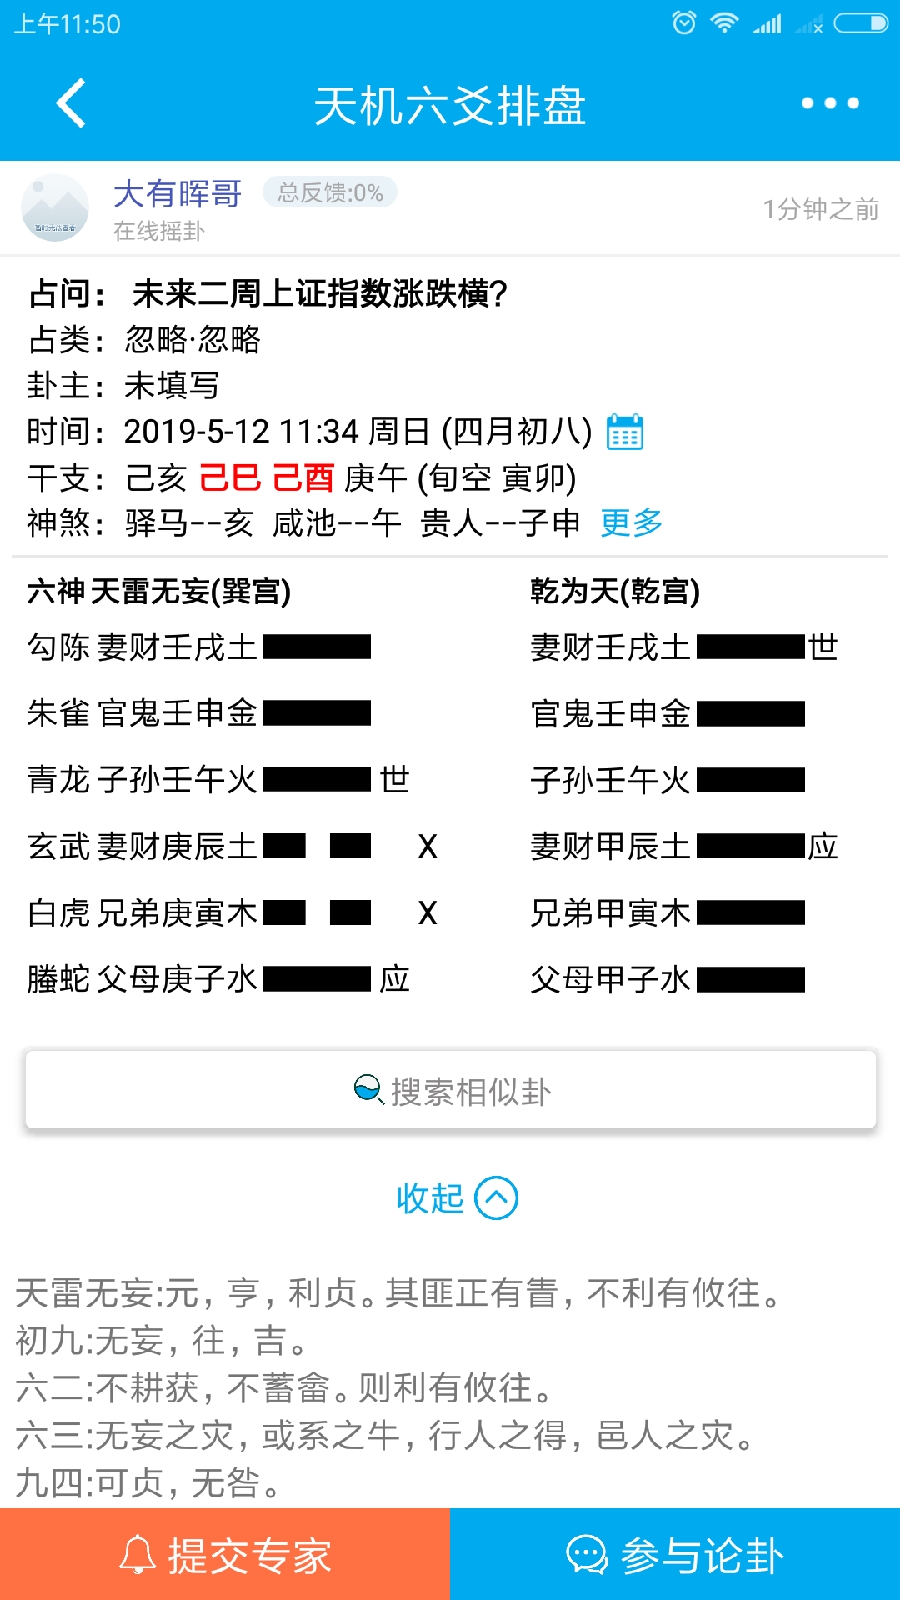 上午11:50
天机六爻排盘
大有晖哥 总反馈:0%
在线摇卦
1分钟之前
占问： 未来二周上证指数涨跌横?
占类：忽略·忽略
卦主：未填写
时间：2019-5-12 11:34 周日 (四月初八)
干支：己亥 己巳 己酉 庚午 (旬空 寅卯)
神煞：驿马--亥 咸池--午 贵人--子申 更多
六神 天雷无妄(巽宫) 乾为天(乾宫)
勾陈 妻财壬戌土 妻财壬戌土 世
朱雀 官鬼壬申金 官鬼壬申金
青龙 子孙壬午火 世 子孙壬午火
玄武 妻财庚辰土 X 妻财甲辰土 应
白虎 兄弟庚寅木 X 兄弟甲寅木
螣蛇 父母庚子水 应 父母甲子水
搜索相似卦
收起
天雷无妄:元，亨，利贞。其匪正有眚，不利有攸往。
初九:无妄，往，吉。
六二:不耕获，不蓄畲。则利有攸往。
六三:无妄之灾，或系之牛，行人之得，邑人之灾。
九四:可贞，无咎。
提交专家
参与论卦